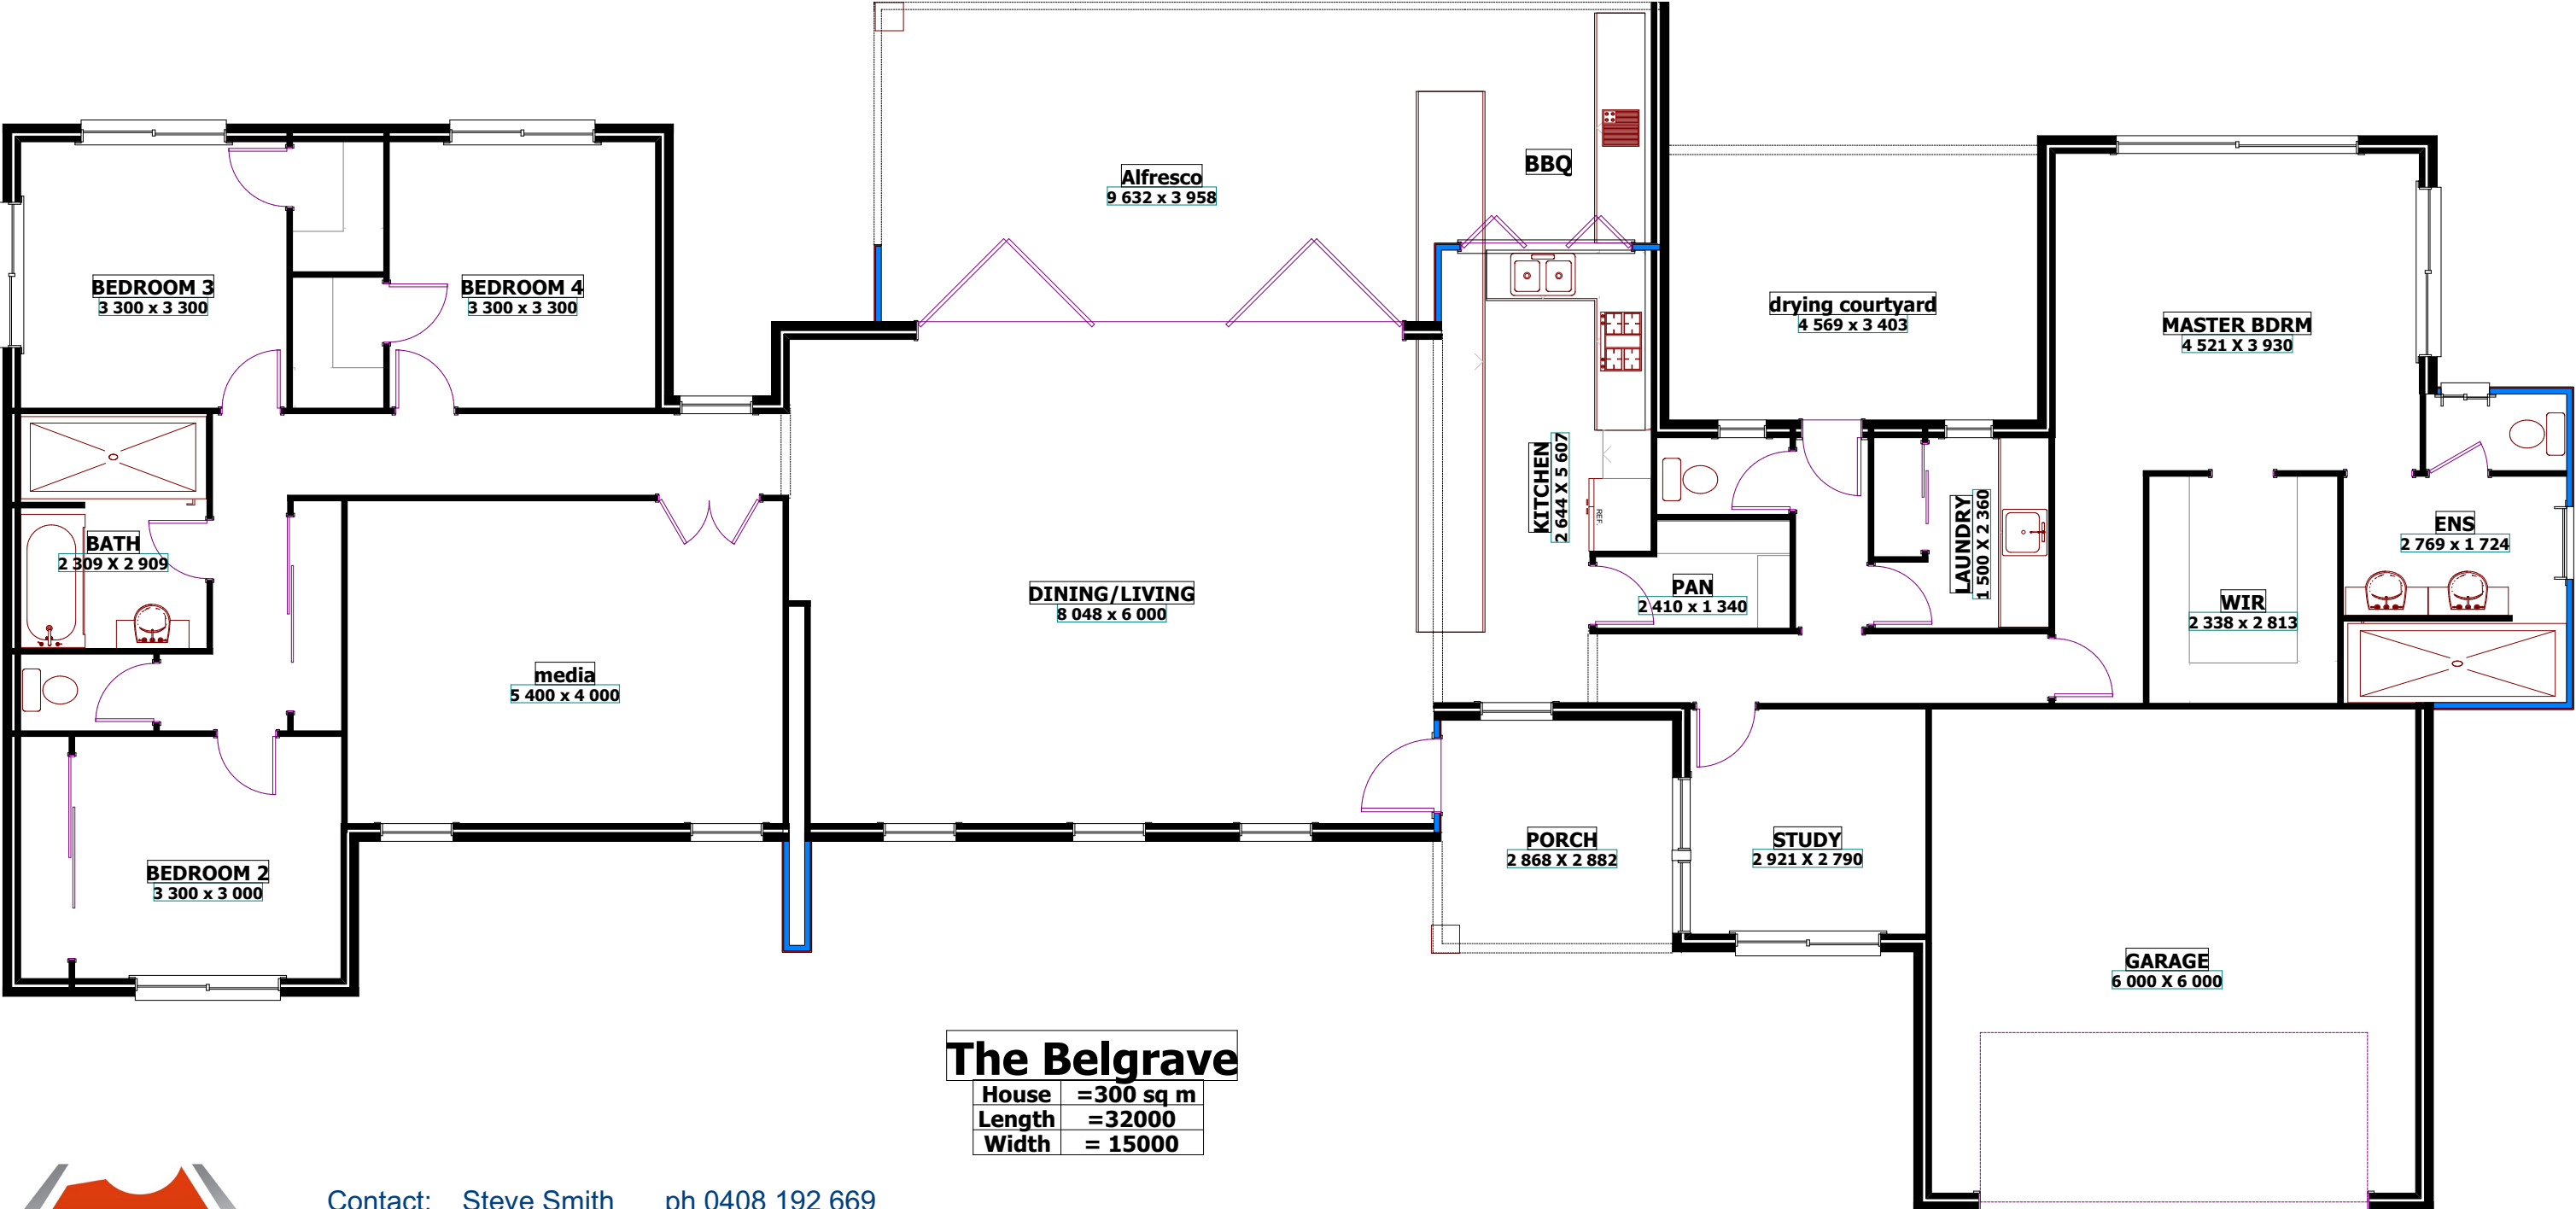 Alfresco
9 632 x 3 958
BBQ
BEDROOM 3
3 300 x 3 300
BEDROOM 4
3 300 x 3 300
drying courtyard
4 569 x 3 403
MASTER BDRM
4 521 X 3 930
BATH
2 309 X 2 909
media
5 400 x 4 000
DINING/LIVING
8 048 x 6 000
KITCHEN
2 644 X 5 607
REF.
PAN
2 410 x 1 340
LAUNDRY
1 500 X 2 360
WIR
2 338 x 2 813
ENS
2 769 x 1 724
BEDROOM 2
3 300 x 3 000
PORCH
2 868 X 2 882
STUDY
2 921 X 2 790
GARAGE
6 000 X 6 000
The Belgrave
House =300 sq m
Length =32000
Width = 15000
Contact: Steve Smith ph 0408 192 669